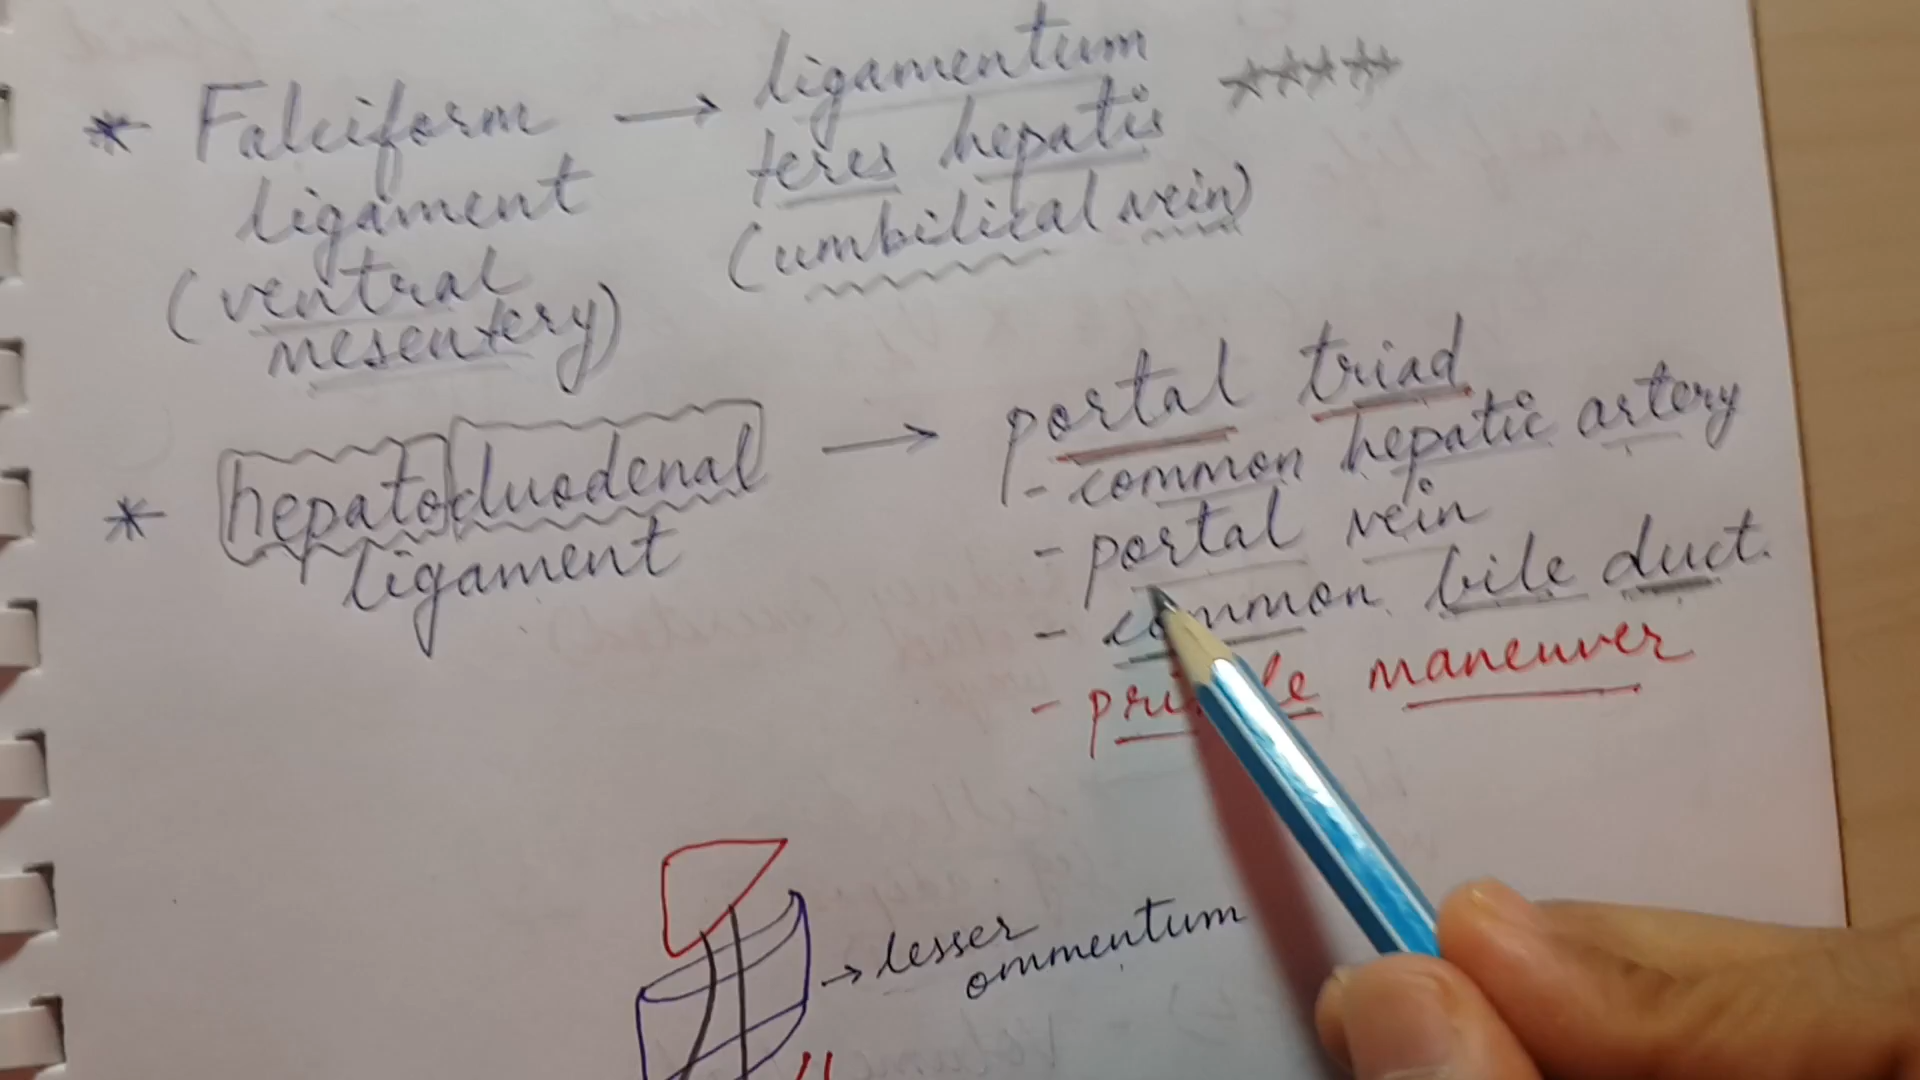 * Falciform → ligamentum *****
ligament teres hepatis
(ventral (umbilical vein)
mesentery)
* hepatoduodenal → portal triad
ligament - common hepatic artery
- portal vein
- common bile duct.
- maneuver
→ lesser
ommentum